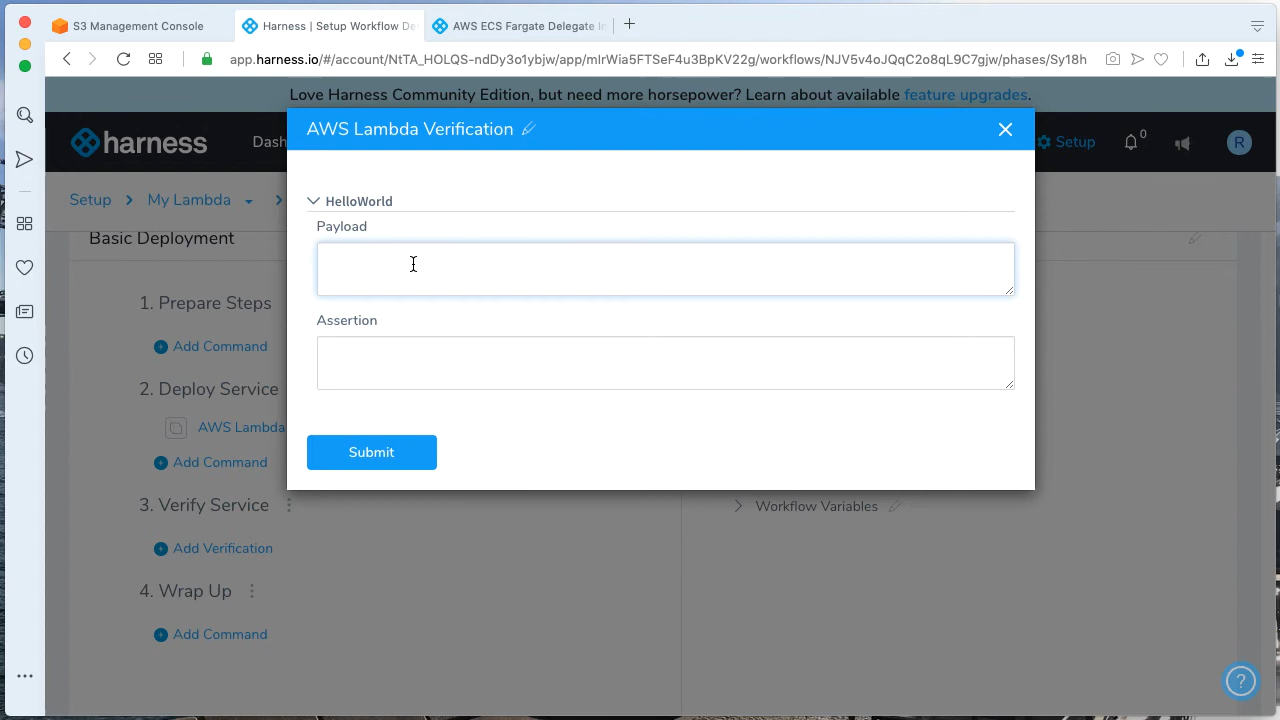 S3 Management Console
Harness | Setup Workflow De
AWS ECS Fargate Delegate In
app.harness.io/#/account/NtTA_HOLQS-ndDy3o1ybjw/app/mIrWia5FTSeF4u3BpKV22g/workflows/NJV5v4oJQqC2o8qL9C7gjw/phases/Sy18h
Love Harness Community Edition, but need more horsepower? Learn about available feature upgrades.
harness
Dash
Setup
0
R
AWS Lambda Verification
Setup
My Lambda
HelloWorld
Payload
Basic Deployment
1. Prepare Steps
Add Command
Assertion
2. Deploy Service
AWS Lambda
Add Command
Submit
3. Verify Service
Workflow Variables
Add Verification
4. Wrap Up
Add Command
?